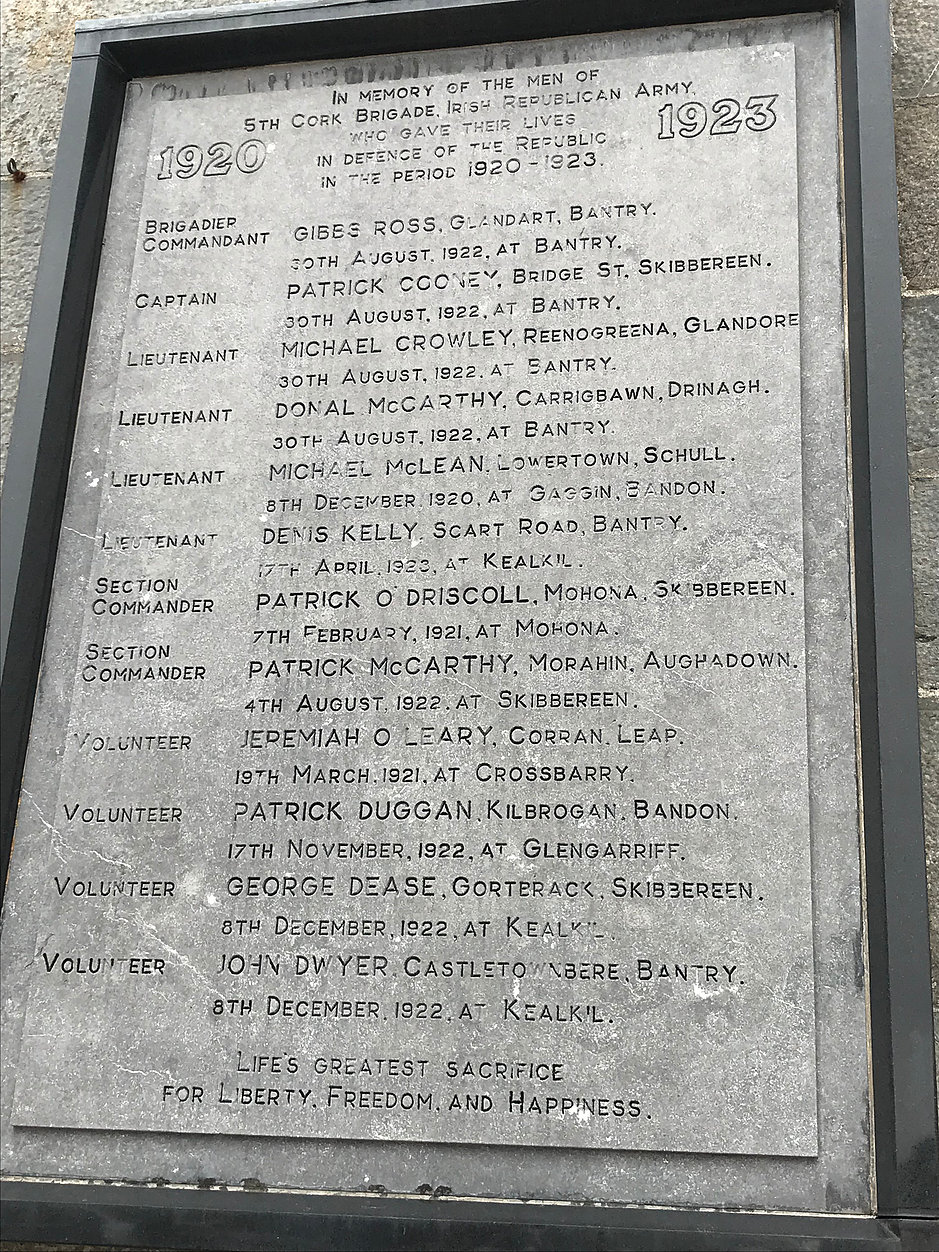 IN MEMORY OF THE MEN OF
5TH CORK BRIGADE, IRISH REPUBLICAN ARMY,
WHO GAVE THEIR LIVES
IN DEFENCE OF THE REPUBLIC
IN THE PERIOD 1920-1923.
1920
1923
BRIGADIER
COMMANDANT
GIBBS ROSS, GLANDART, BANTRY.
30TH AUGUST, 1922, AT BANTRY.
CAPTAIN
PATRICK COONEY, BRIDGE ST, SKIBBEREEN.
30TH AUGUST, 1922, AT BANTRY.
LIEUTENANT
MICHAEL CROWLEY, REENOGREENA, GLANDORE
30TH AUGUST, 1922, AT BANTRY.
LIEUTENANT
DONAL McCARTHY, CARRIGBAWN, DRINAGH.
30TH AUGUST, 1922, AT BANTRY.
LIEUTENANT
MICHAEL McLEAN, LOWERTOWN, SCHULL.
8TH DECEMBER, 1920, AT GAGGIN, BANDON.
LIEUTENANT
DENIS KELLY, SCART ROAD, BANTRY.
17TH APRIL, 1923, AT KEALKIL.
SECTION
COMMANDER
PATRICK O'DRISCOLL, MOHONA, SKIBBEREEN.
7TH FEBRUARY, 1921, AT MOHONA.
SECTION
COMMANDER
PATRICK McCARTHY, MORAHIN, AUGHADOWN.
4TH AUGUST, 1922, AT SKIBBEREEN.
VOLUNTEER
JEREMIAH O'LEARY, CORRAN, LEAP.
19TH MARCH, 1921, AT CROSSBARRY.
VOLUNTEER
PATRICK DUGGAN, KILBROGAN, BANDON.
17TH NOVEMBER, 1922, AT GLENGARRIFF.
VOLUNTEER
GEORGE DEASE, GORTBRACK, SKIBBEREEN.
8TH DECEMBER, 1922, AT KEALKIL.
VOLUNTEER
JOHN DWYER, CASTLETOWNBERE, BANTRY.
8TH DECEMBER, 1922, AT KEALKIL.
LIFE'S GREATEST SACRIFICE
FOR LIBERTY, FREEDOM, AND HAPPINESS.